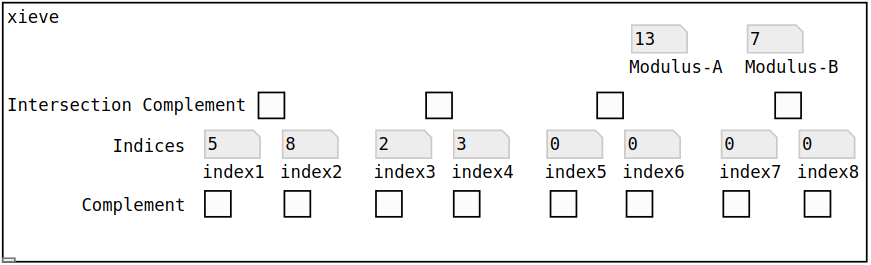 xieve
13 7
Modulus-A Modulus-B
Intersection Complement
Indices 5 8 2 3 0 0 0 0
index1 index2 index3 index4 index5 index6 index7 index8
Complement